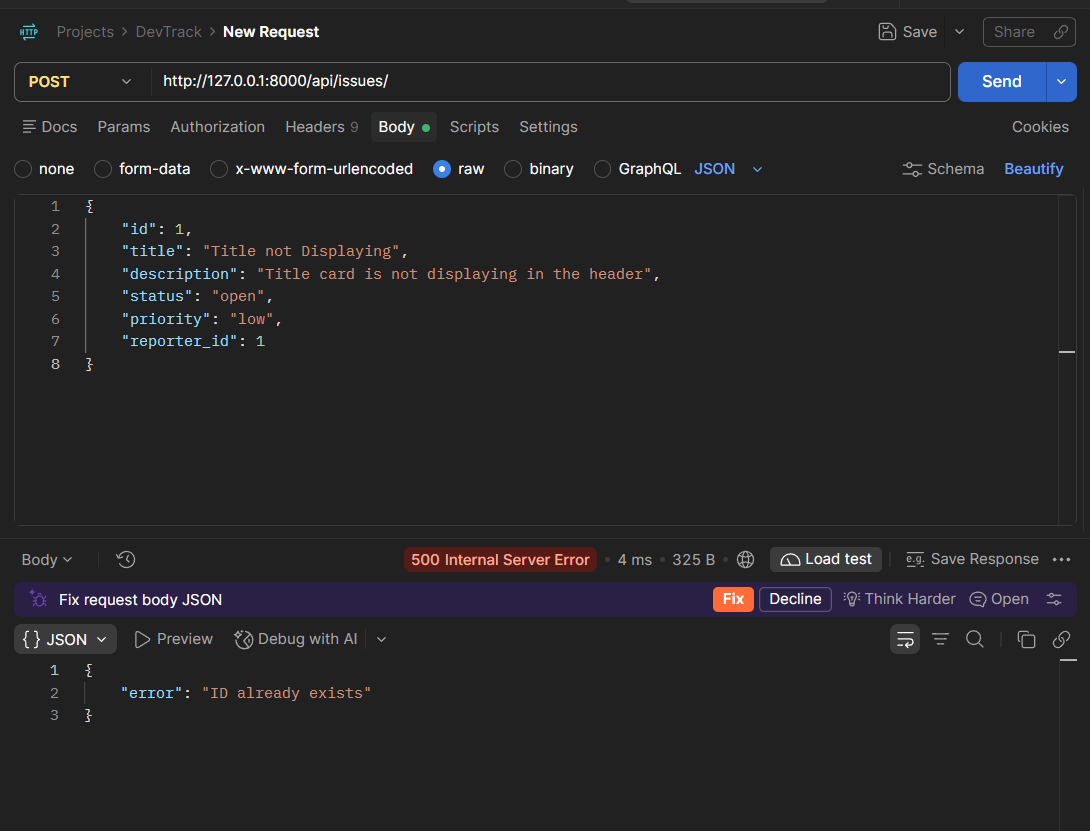 HTTP Projects > DevTrack > New Request Save Share
POST http://127.0.0.1:8000/api/issues/ Send
Docs Params Authorization Headers 9 Body Scripts Settings Cookies
none form-data x-www-form-urlencoded raw binary GraphQL JSON Schema Beautify
1 {
2 "id": 1,
3 "title": "Title not Displaying",
4 "description": "Title card is not displaying in the header",
5 "status": "open",
6 "priority": "low",
7 "reporter_id": 1
8 }
Body 500 Internal Server Error • 4 ms • 325 B • Load test e.g. Save Response
Fix request body JSON Fix Decline Think Harder Open
{} JSON Preview Debug with AI
1 {
2 "error": "ID already exists"
3 }